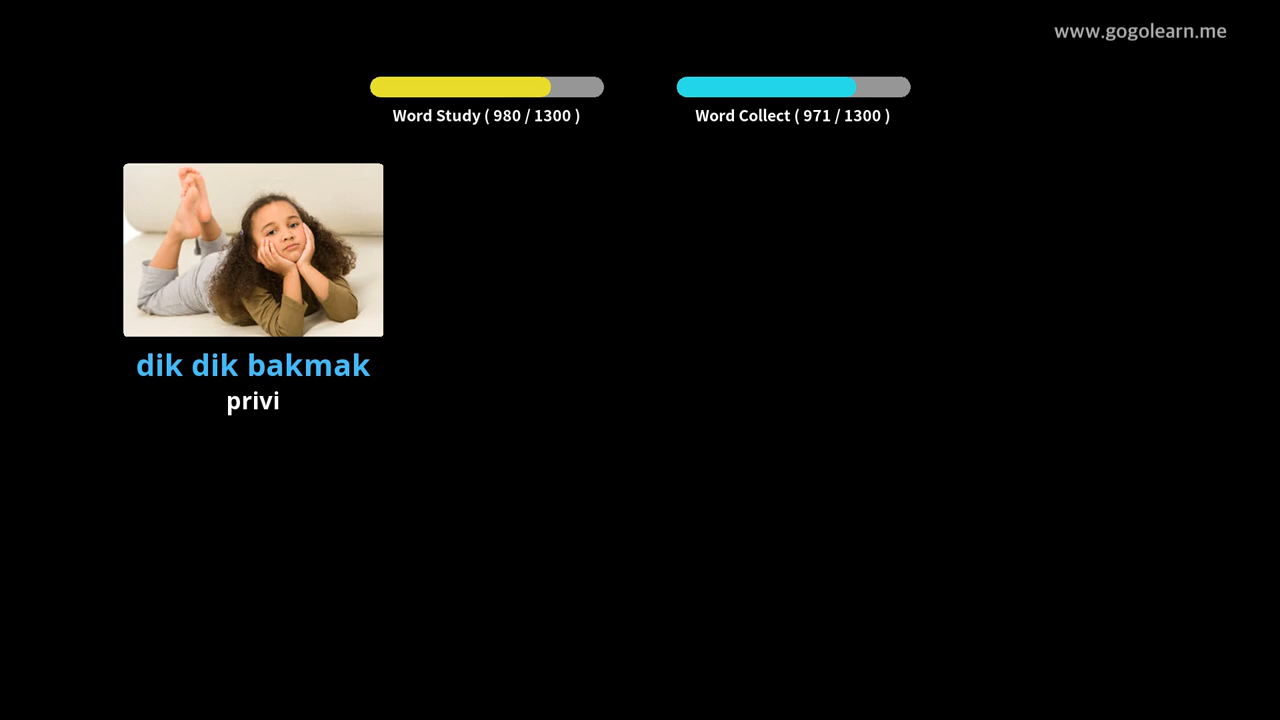 www.gogolearn.me
Word Study ( 980 / 1300 )
Word Collect ( 971 / 1300 )
dik dik bakmak
privi